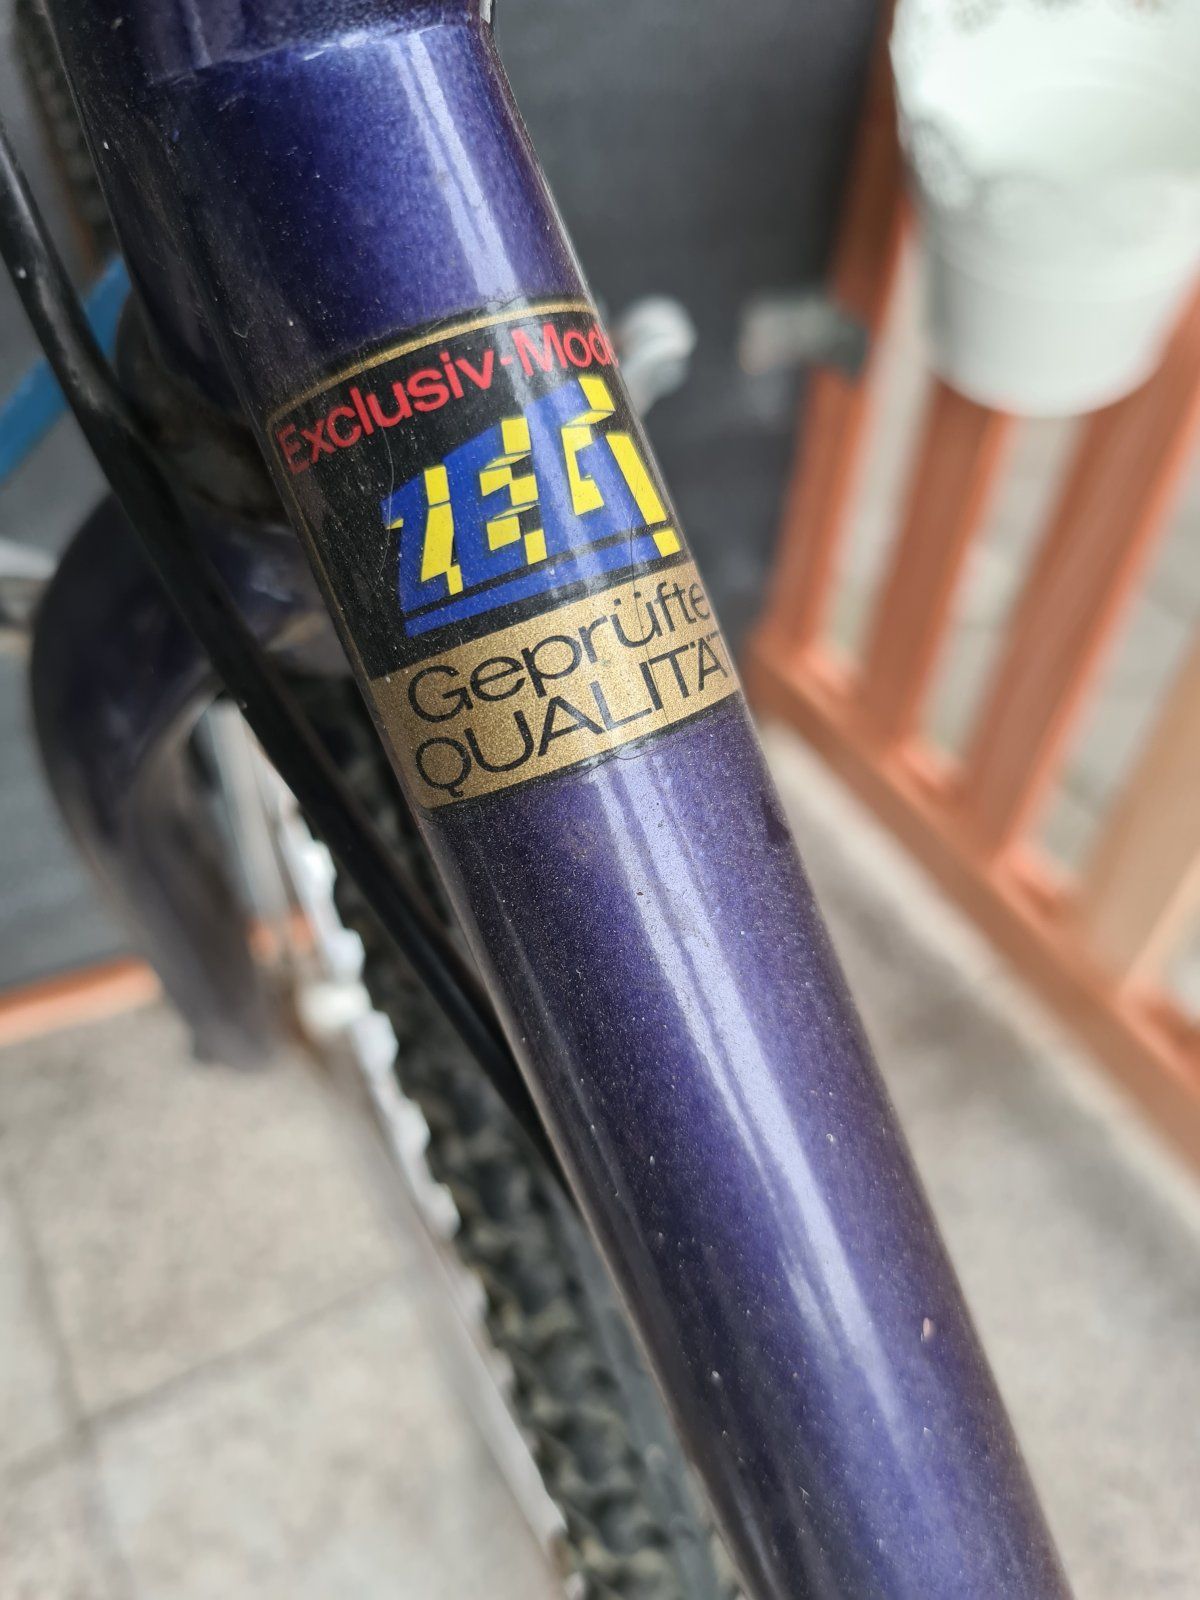 Exclusiv-Mod
ZEG
Geprüfte
QUALITÄT